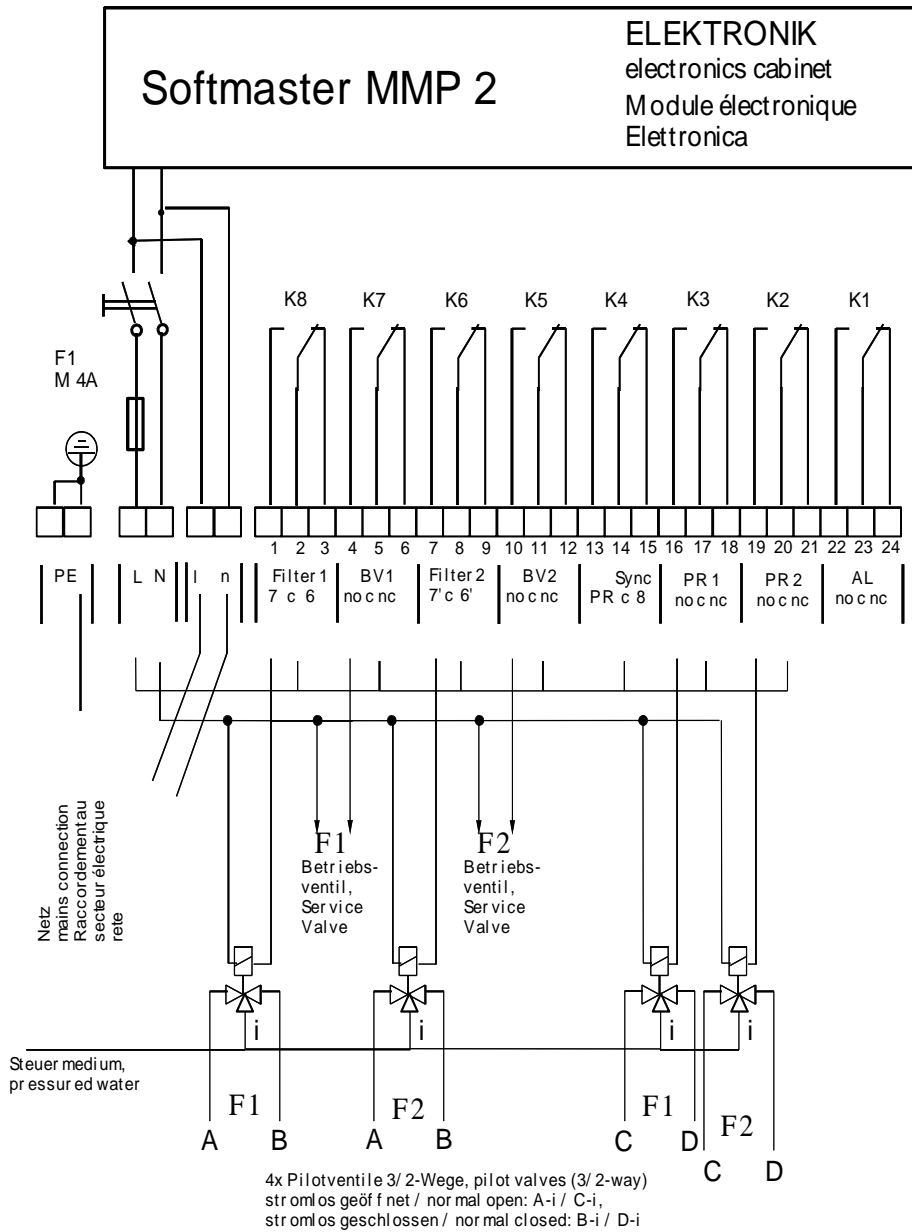 Softmaster MMP 2
ELEKTRONIK
electronics cabinet
Module électronique
Elettronica
K8 K7 K6 K5 K4 K3 K2 K1
F1
M 4A
1 2 3 4 5 6 7 8 9 10 11 12 13 14 15 16 17 18 19 20 21 22 23 24
PE L N l n Filter 1 BV1 Filter 2 BV2 Sync PR 1 PR 2 AL
7 c 6 no c nc 7' c 6' no c nc PR c 8 no c nc no c nc no c nc
Netz
mains connection
Raccordement au
secteur électrique
rete
F1
Betriebs-
ventil,
Service
Valve
F2
Betriebs-
ventil,
Service
Valve
i i i i
Steuer medium,
pressured water
F1 F2 F1 F2
A B A B C D C D
4x Pilotventile 3/2-Wege, pilot valves (3/2-way)
stromlos geöffnet / normal open: A-i / C-i,
stromlos geschlossen / normal closed: B-i / D-i